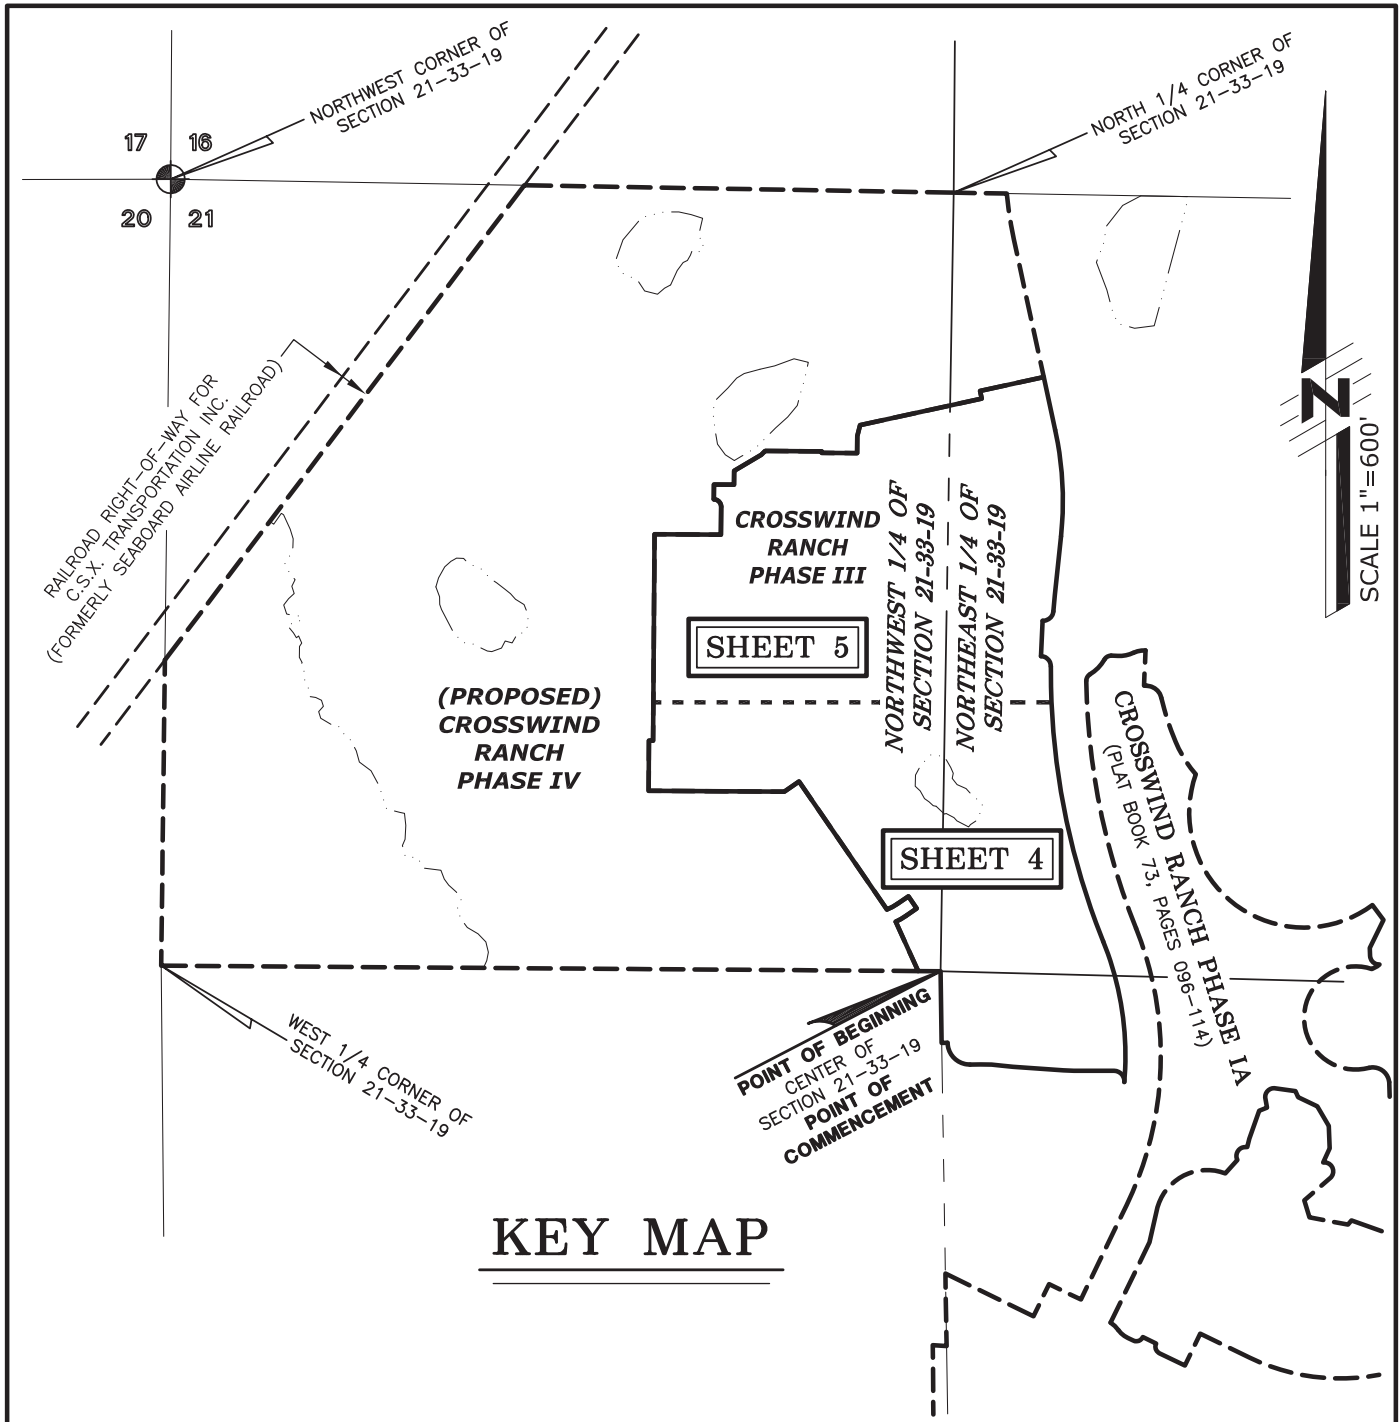 NORTHWEST CORNER OF
SECTION 21-33-19
NORTH 1/4 CORNER OF
SECTION 21-33-19
17 16
20 21
RAILROAD RIGHT-OF-WAY FOR
C.S.X. TRANSPORTATION INC.
(FORMERLY SEABOARD AIRLINE RAILROAD)
N
SCALE 1"=600'
CROSSWIND
RANCH
PHASE III
NORTHWEST 1/4 OF
SECTION 21-33-19
NORTHEAST 1/4 OF
SECTION 21-33-19
SHEET 5
(PROPOSED)
CROSSWIND
RANCH
PHASE IV
SHEET 4
CROSSWIND RANCH PHASE IA
(PLAT BOOK 73, PAGES 096-114)
WEST 1/4 CORNER OF
SECTION 21-33-19
POINT OF BEGINNING
CENTER OF
SECTION 21-33-19
POINT OF
COMMENCEMENT
KEY MAP